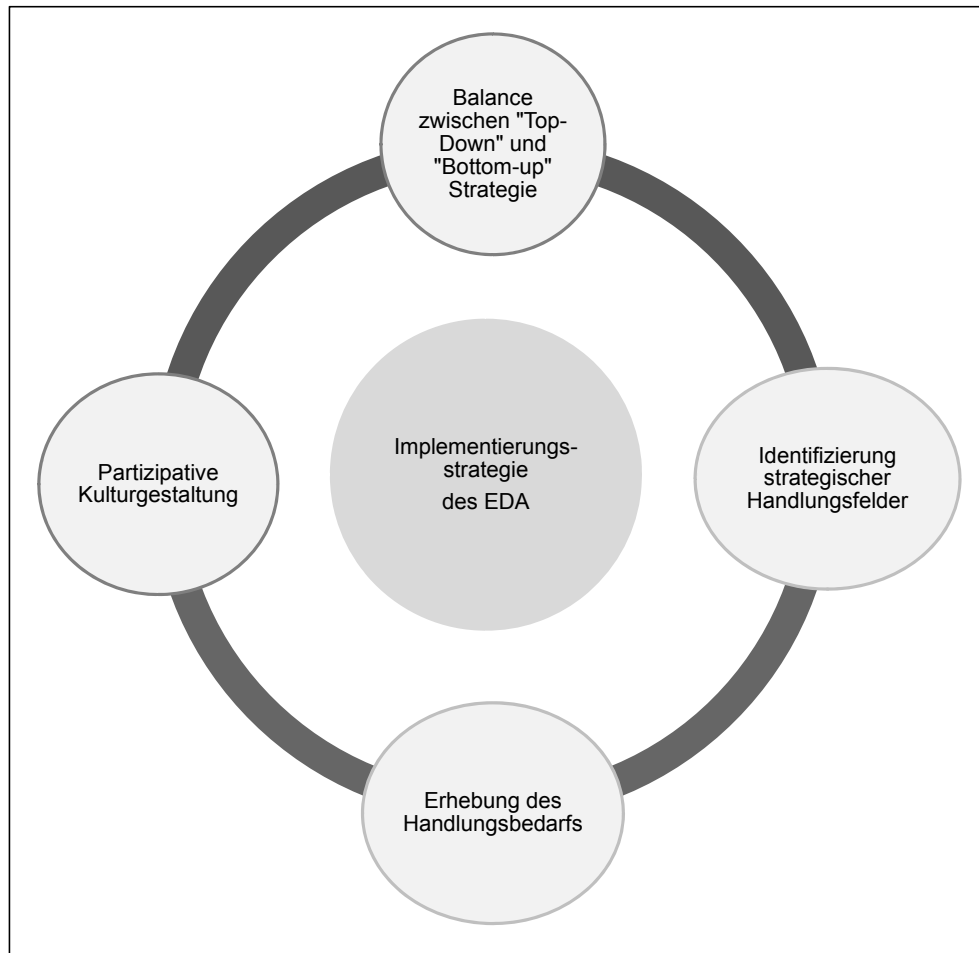 Balance
zwischen "Top-
Down" und
"Bottom-up"
Strategie
Partizipative
Kulturgestaltung
Implementierungs-
strategie
des EDA
Identifizierung
strategischer
Handlungsfelder
Erhebung des
Handlungsbedarfs